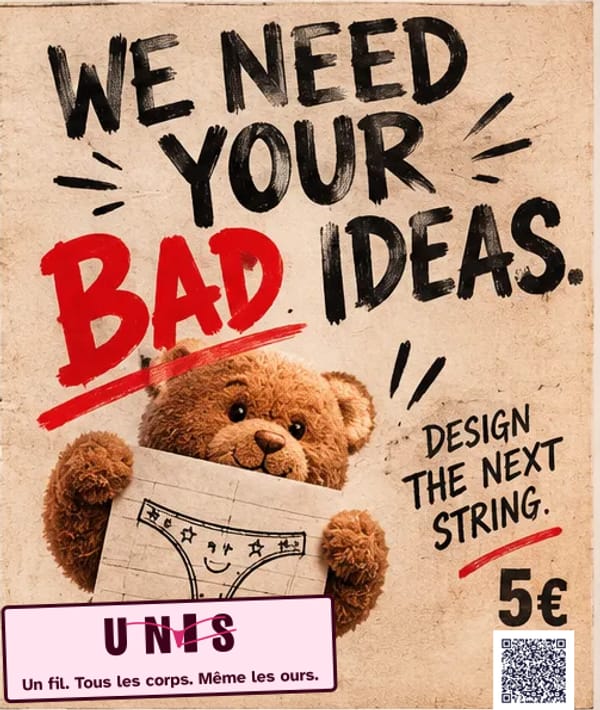 WE NEED
YOUR
BAD IDEAS.
DESIGN
THE NEXT
STRING.
5€
UNIS
Un fil. Tous les corps. Même les ours.